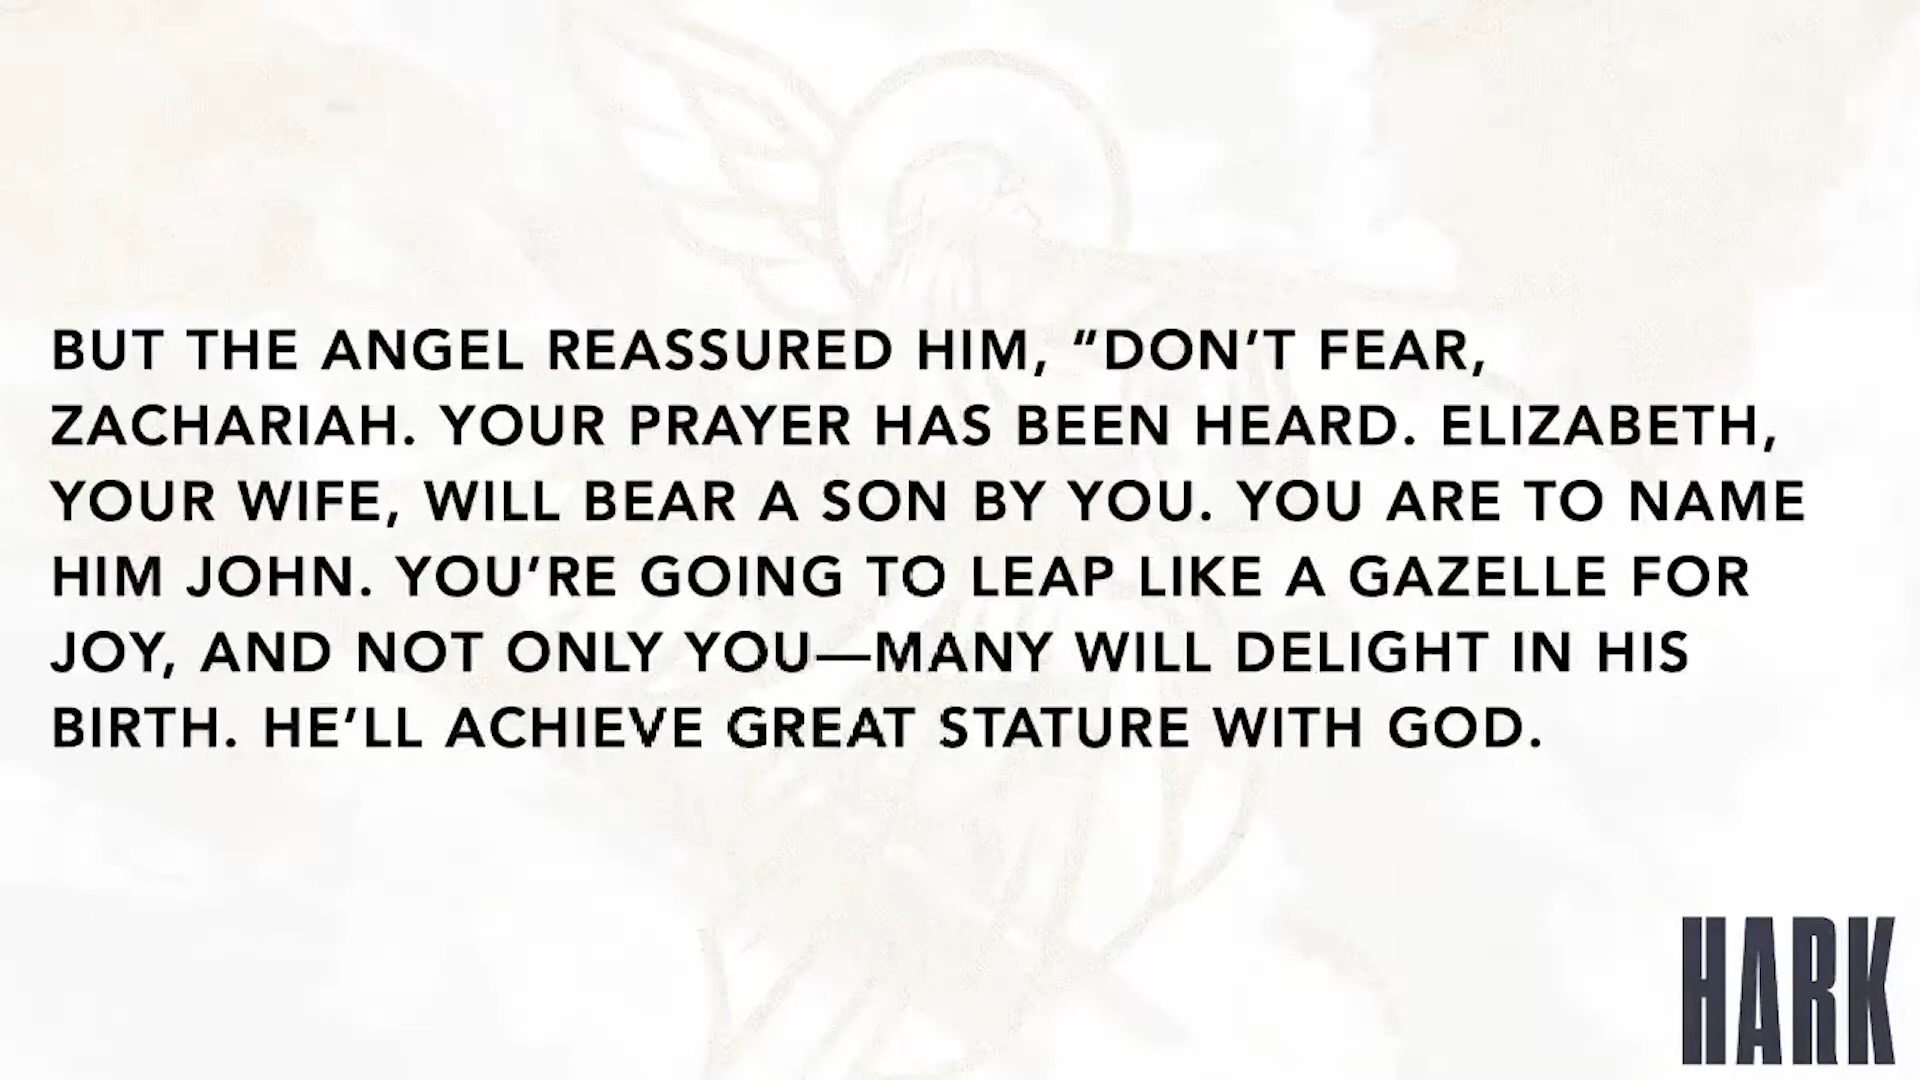 BUT THE ANGEL REASSURED HIM, “DON’T FEAR,
ZACHARIAH. YOUR PRAYER HAS BEEN HEARD. ELIZABETH,
YOUR WIFE, WILL BEAR A SON BY YOU. YOU ARE TO NAME
HIM JOHN. YOU’RE GOING TO LEAP LIKE A GAZELLE FOR
JOY, AND NOT ONLY YOU—MANY WILL DELIGHT IN HIS
BIRTH. HE’LL ACHIEVE GREAT STATURE WITH GOD.
HARK